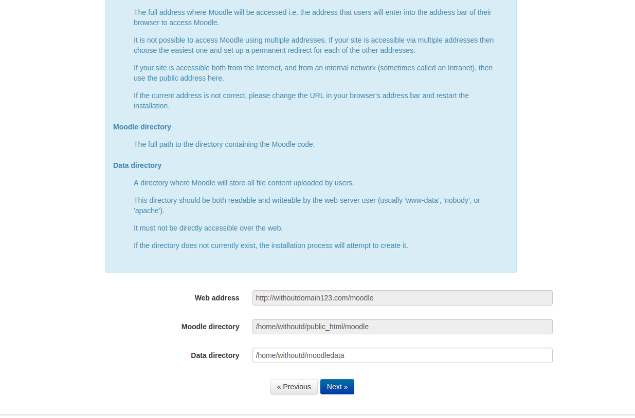 The full address where Moodle will be accessed i.e. the address that users will enter into the address bar of their
browser to access Moodle.
It is not possible to access Moodle using multiple addresses. If your site is accessible via multiple addresses then
choose the easiest one and set up a permanent redirect for each of the other addresses.
If your site is accessible both from the Internet, and from an internal network (sometimes called an Intranet), then
use the public address here.
If the current address is not correct, please change the URL in your browser's address bar and restart the
installation.
Moodle directory
The full path to the directory containing the Moodle code.
Data directory
A directory where Moodle will store all file content uploaded by users.
This directory should be both readable and writeable by the web server user (usually 'www-data', 'nobody', or
'apache').
It must not be directly accessible over the web.
If the directory does not currently exist, the installation process will attempt to create it.
Web address http://withoutdomain123.com/moodle
Moodle directory /home/withoutd/public_html/moodle
Data directory /home/withoutd/moodledata
« Previous Next »